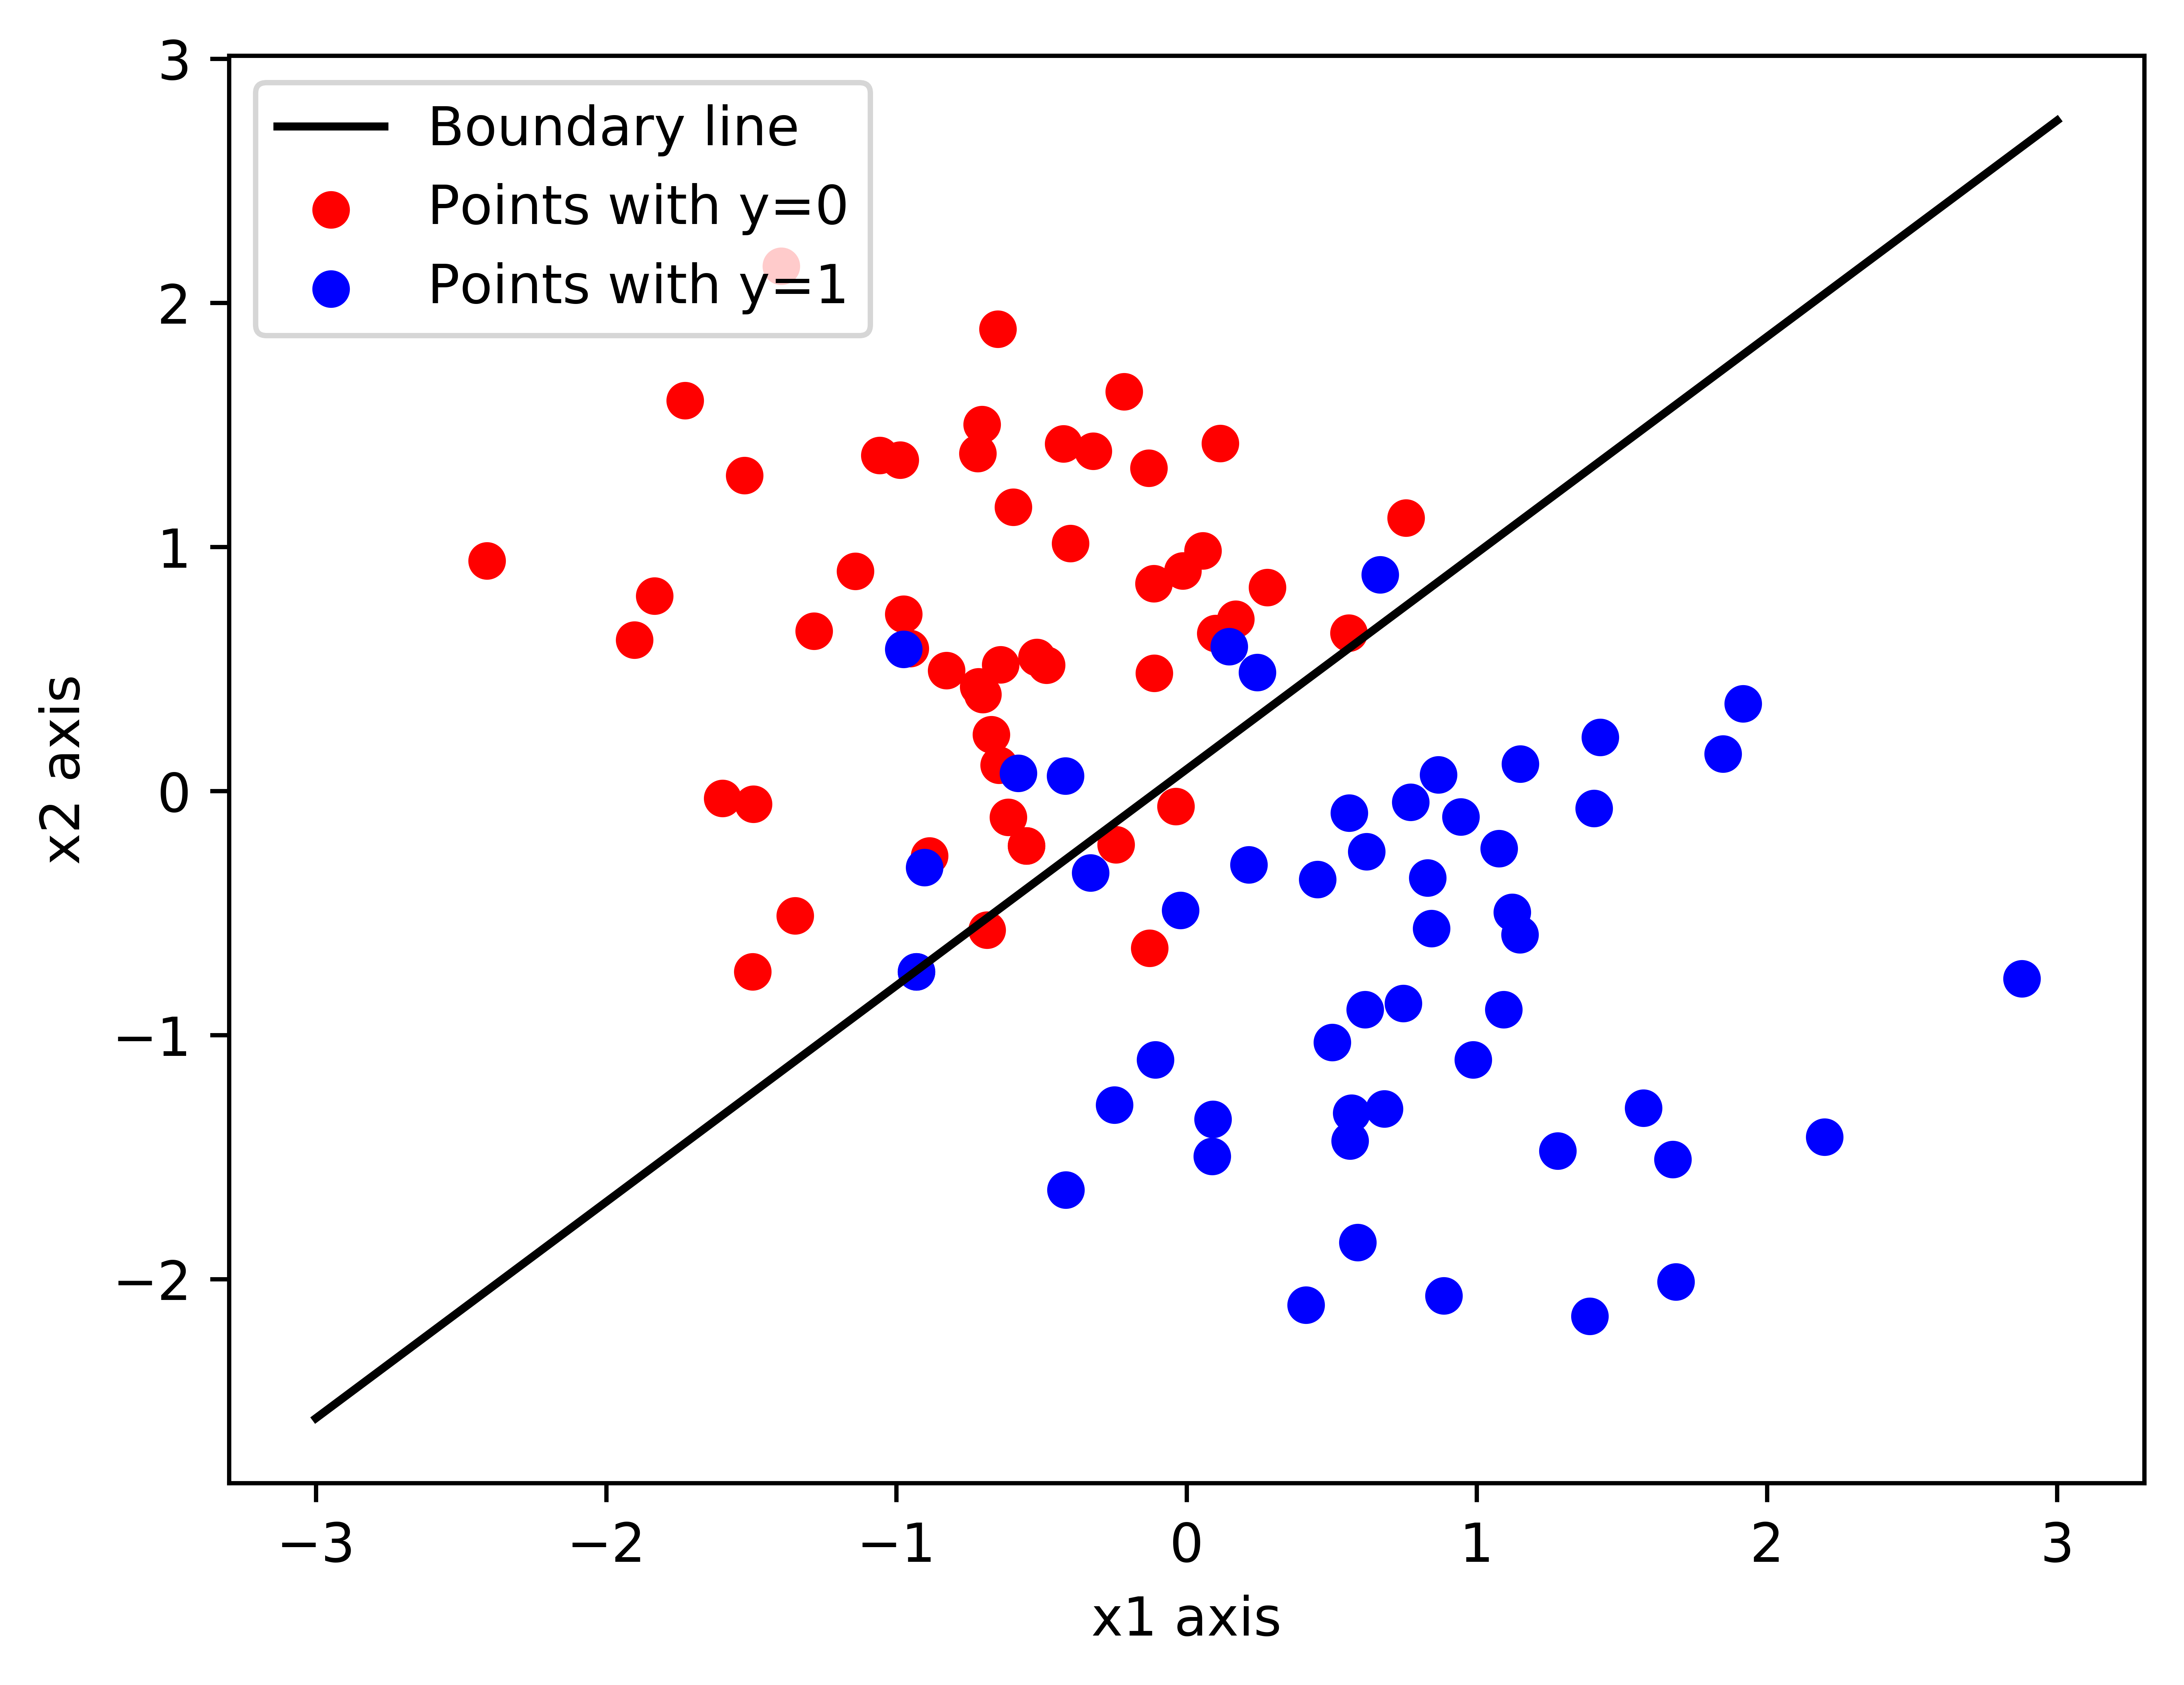 3
Boundary line
Points with y=0
Points with y=1
2
1
0
−1
−2
x2 axis
−3 −2 −1 0 1 2 3
x1 axis